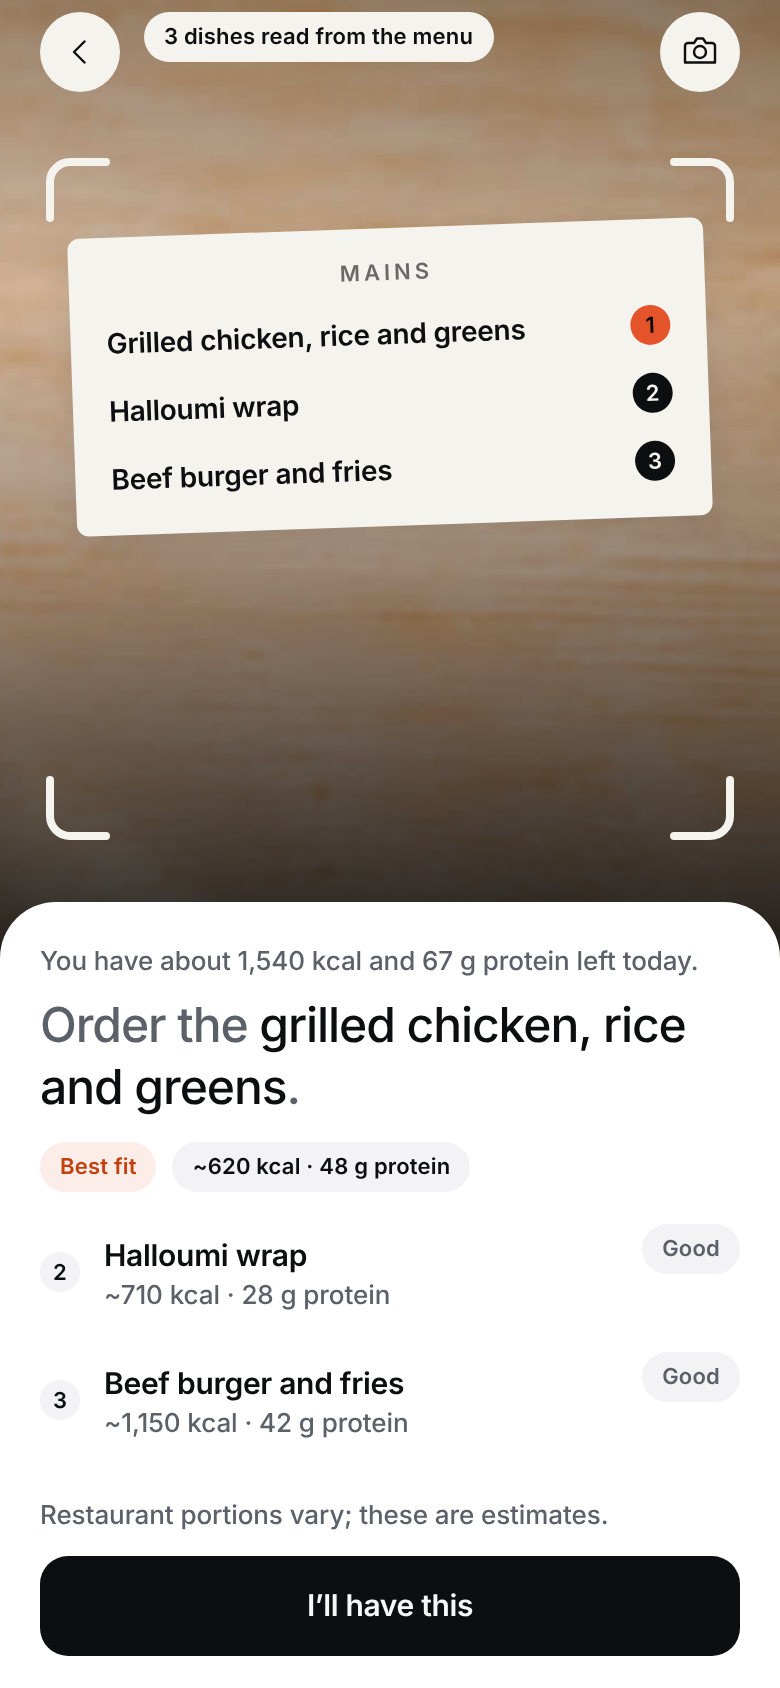 3 dishes read from the menu
MAINS
Grilled chicken, rice and greens 1
Halloumi wrap 2
Beef burger and fries 3
You have about 1,540 kcal and 67 g protein left today.
Order the grilled chicken, rice
and greens.
Best fit ~620 kcal · 48 g protein
2 Halloumi wrap Good
~710 kcal · 28 g protein
3 Beef burger and fries Good
~1,150 kcal · 42 g protein
Restaurant portions vary; these are estimates.
I’ll have this